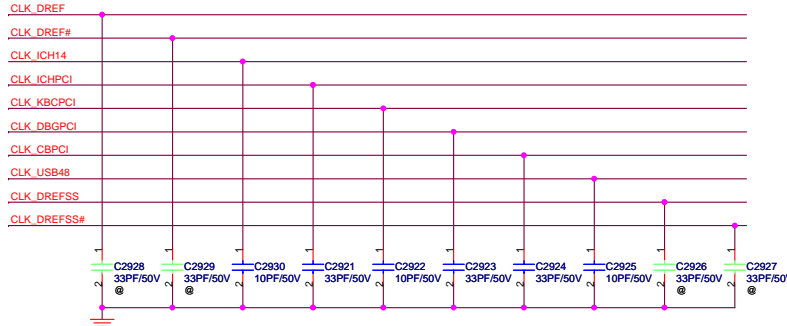 CLK_DREF
CLK_DREF#
CLK_ICH14
CLK_ICHPCI
CLK_KBCPCI
CLK_DBGPCI
CLK_CBPCI
CLK_USB48
CLK_DREFSS
CLK_DREFSS#
1 1 1 1 1 1 1 1 1 1
C2928 C2929 C2930 C2921 C2922 C2923 C2924 C2925 C2926 C2927
33PF/50V 33PF/50V 10PF/50V 33PF/50V 10PF/50V 33PF/50V 33PF/50V 10PF/50V 33PF/50V 33PF/50V
2 2 2 2 2 2 2 2 2 2
@ @ @ @